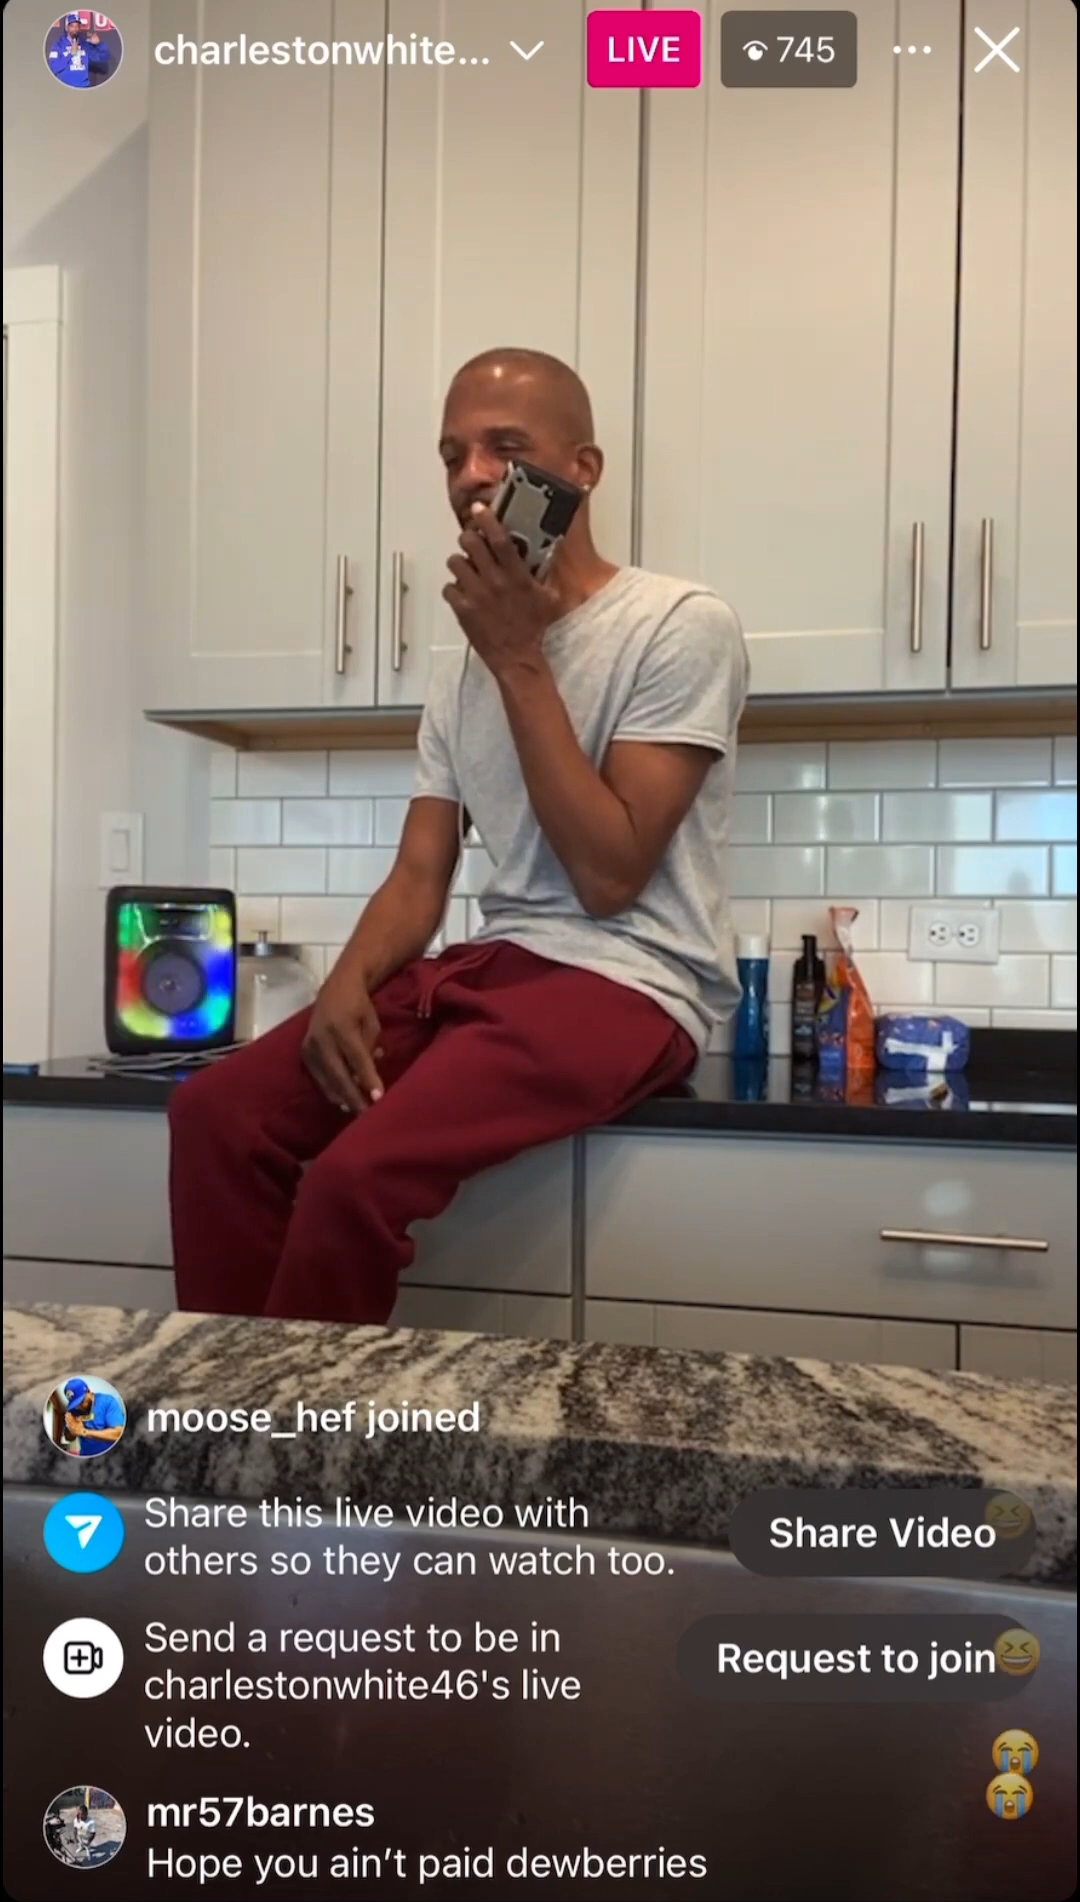 charlestonwhite...
LIVE
745
moose_hef joined
Share this live video with
others so they can watch too.
Share Video
Send a request to be in
charlestonwhite46's live
video.
Request to join
mr57barnes
Hope you ain’t paid dewberries